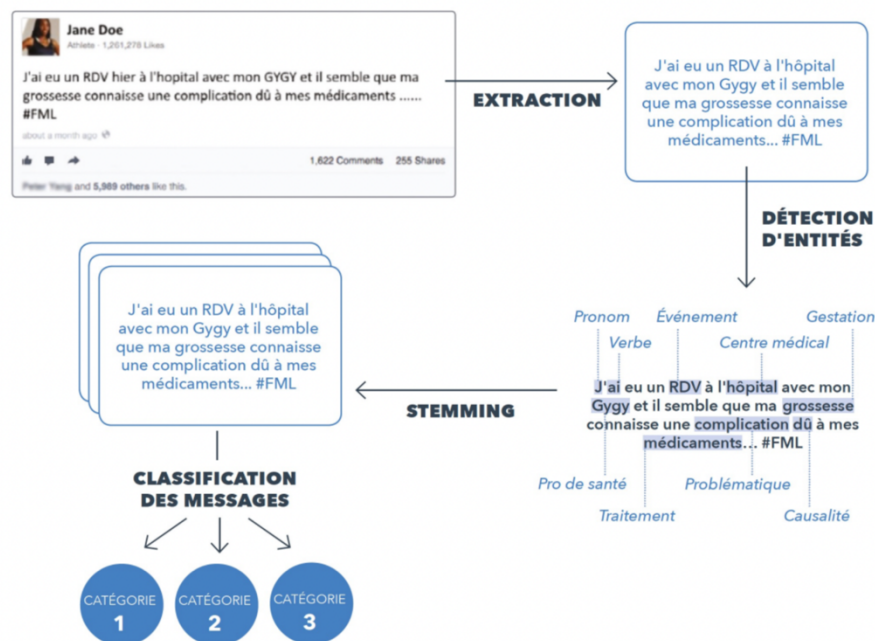 Jane Doe
Athlete · 1,251,278 Likes
J'ai eu un RDV hier à l'hopital avec mon GYGY et il semble que ma
grossesse connaisse une complication dû à mes médicaments ......
#FML
about a month ago
1,622 Comments 255 Shares
and 5,989 others like this.
EXTRACTION
J'ai eu un RDV à l'hôpital
avec mon Gygy et il semble
que ma grossesse connaisse
une complication dû à mes
médicaments... #FML
DÉTECTION
D'ENTITÉS
Pronom Événement Gestation
Verbe Centre médical
J'ai eu un RDV à l'hôpital avec mon
Gygy et il semble que ma grossesse
connaisse une complication dû à mes
médicaments... #FML
Pro de santé Problématique
Traitement Causalité
STEMMING
J'ai eu un RDV à l'hôpital
avec mon Gygy et il semble
que ma grossesse connaisse
une complication dû à mes
médicaments... #FML
CLASSIFICATION
DES MESSAGES
CATÉGORIE
1
CATÉGORIE
2
CATÉGORIE
3